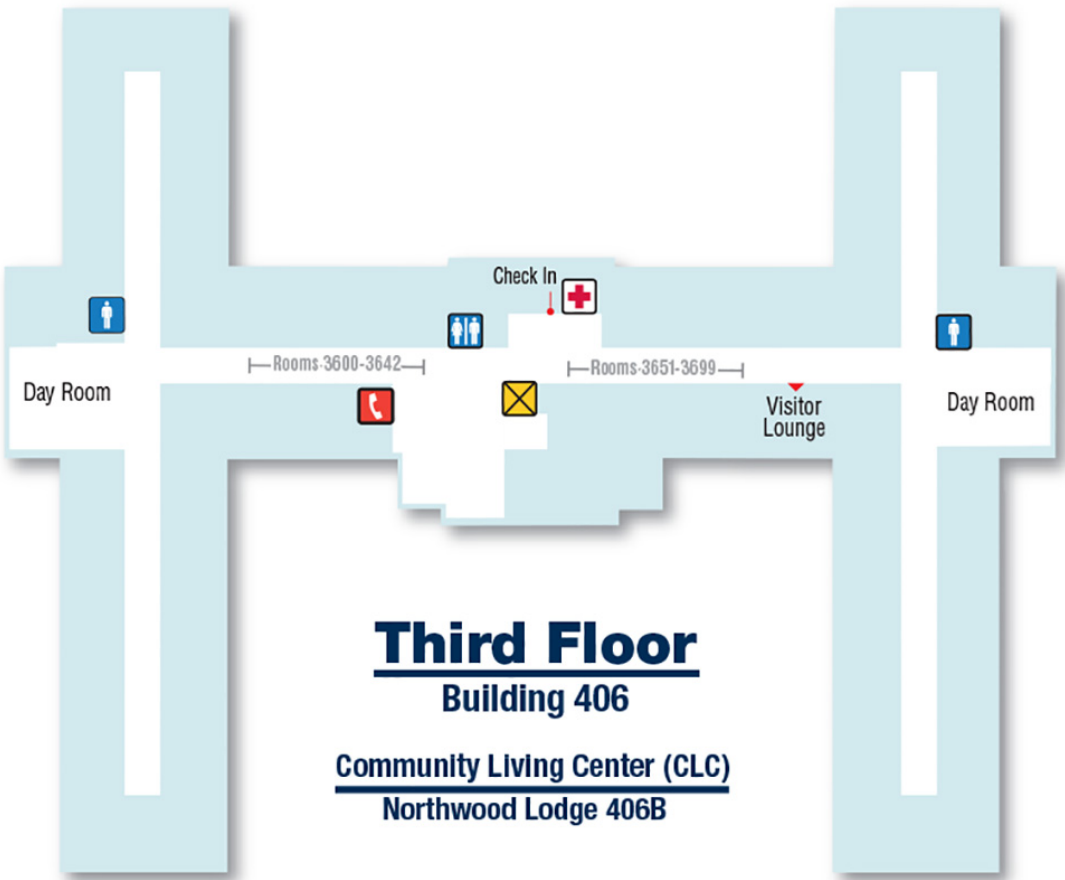 Check In
Rooms 3600-3642
Rooms 3651-3699
Day Room
Visitor
Lounge
Day Room
Third Floor
Building 406
Community Living Center (CLC)
Northwood Lodge 406B